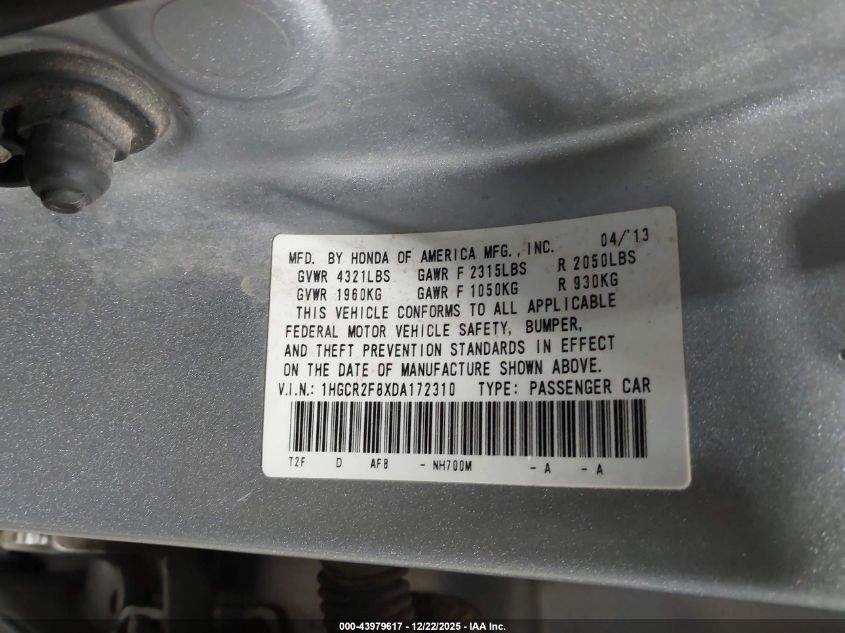 MFD. BY HONDA OF AMERICA MFG., INC. 04/'13
GVWR 4321LBS GAWR F 2315LBS R 2050LBS
GVWR 1960KG GAWR F 1050KG R 930KG
THIS VEHICLE CONFORMS TO ALL APPLICABLE
FEDERAL MOTOR VEHICLE SAFETY, BUMPER,
AND THEFT PREVENTION STANDARDS IN EFFECT
ON THE DATE OF MANUFACTURE SHOWN ABOVE.
V.I.N.: 1HGCR2F8XDA172310 TYPE: PASSENGER CAR
T2F D AF8 - NH700M - A - A
000-43979617 - 12/22/2025 - IAA Inc.